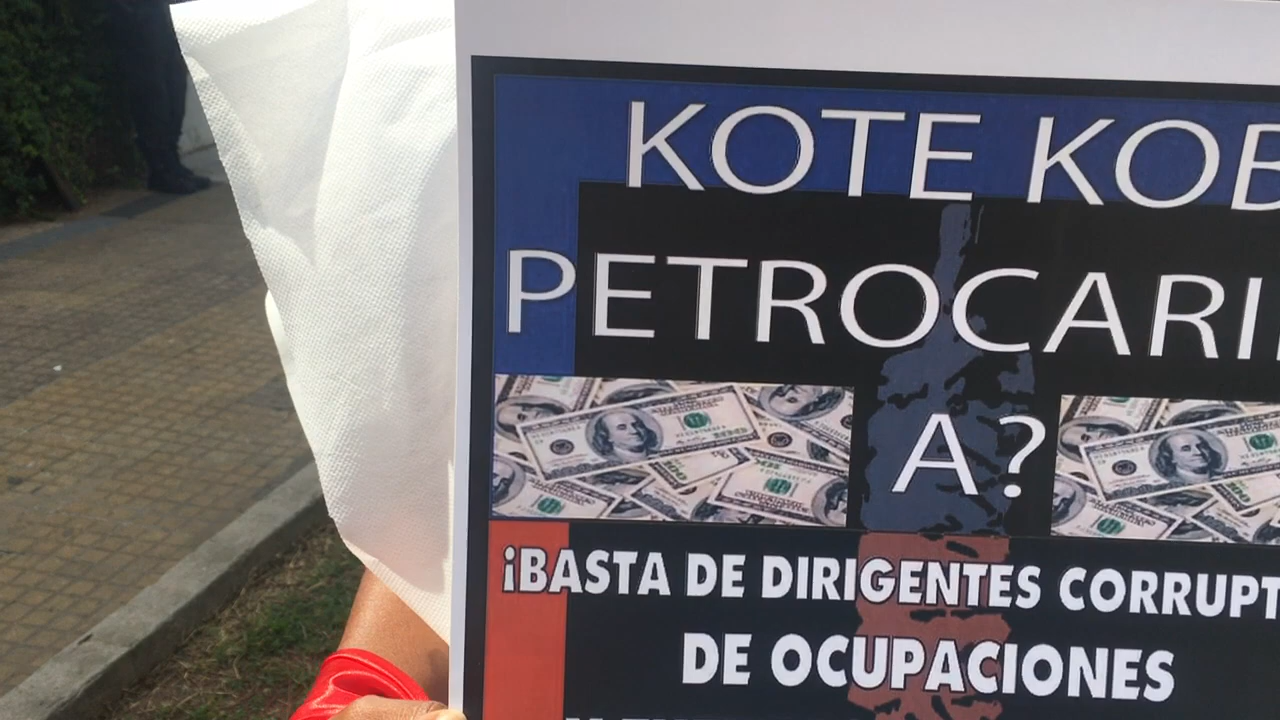 KOTE KOB
PETROCARI
A?
¡BASTA DE DIRIGENTES CORRUPT
DE OCUPACIONES